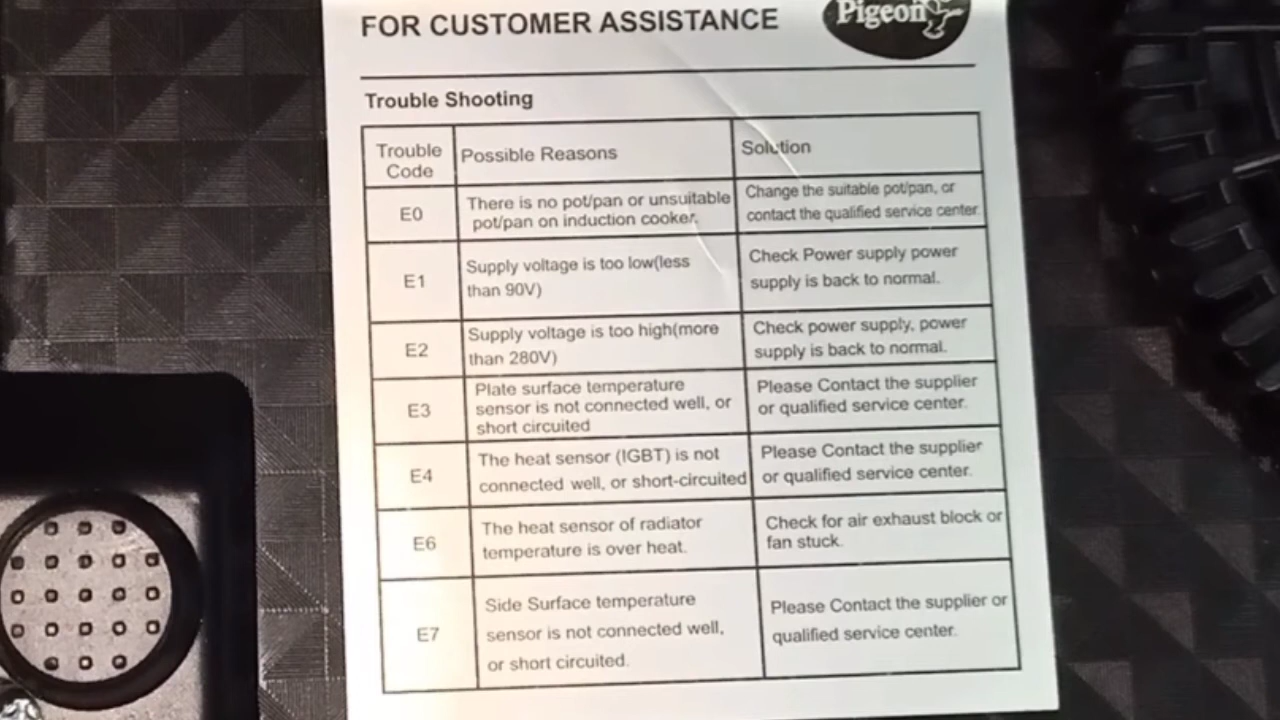 FOR CUSTOMER ASSISTANCE
Pigeon
Trouble Shooting
Trouble
Code
Possible Reasons
Solution
E0
There is no pot/pan or unsuitable
pot/pan on induction cooker.
Change the suitable pot/pan, or
contact the qualified service center.
E1
Supply voltage is too low(less
than 90V)
Check Power supply power
supply is back to normal.
E2
Supply voltage is too high(more
than 280V)
Check power supply, power
supply is back to normal.
E3
Plate surface temperature
sensor is not connected well, or
short circuited
Please Contact the supplier
or qualified service center.
E4
The heat sensor (IGBT) is not
connected well, or short-circuited
Please Contact the supplier
or qualified service center.
E6
The heat sensor of radiator
temperature is over heat.
Check for air exhaust block or
fan stuck.
E7
Side Surface temperature
sensor is not connected well,
or short circuited.
Please Contact the supplier or
qualified service center.